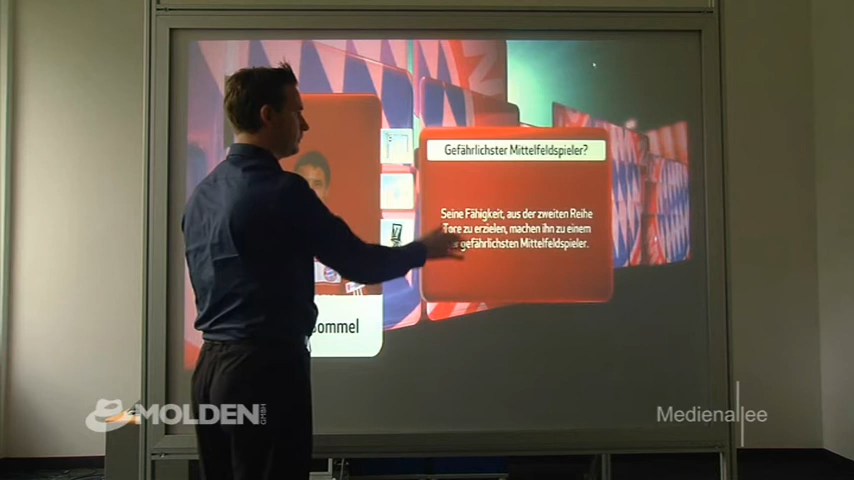 Gefährlichster Mittelfeldspieler?
Seine Fähigkeit, aus der zweiten Reihe
Tore zu erzielen, machen ihn zu einem
gefährlichsten Mittelfeldspieler.
ommel
MOLDEN GMBH
Medienallee